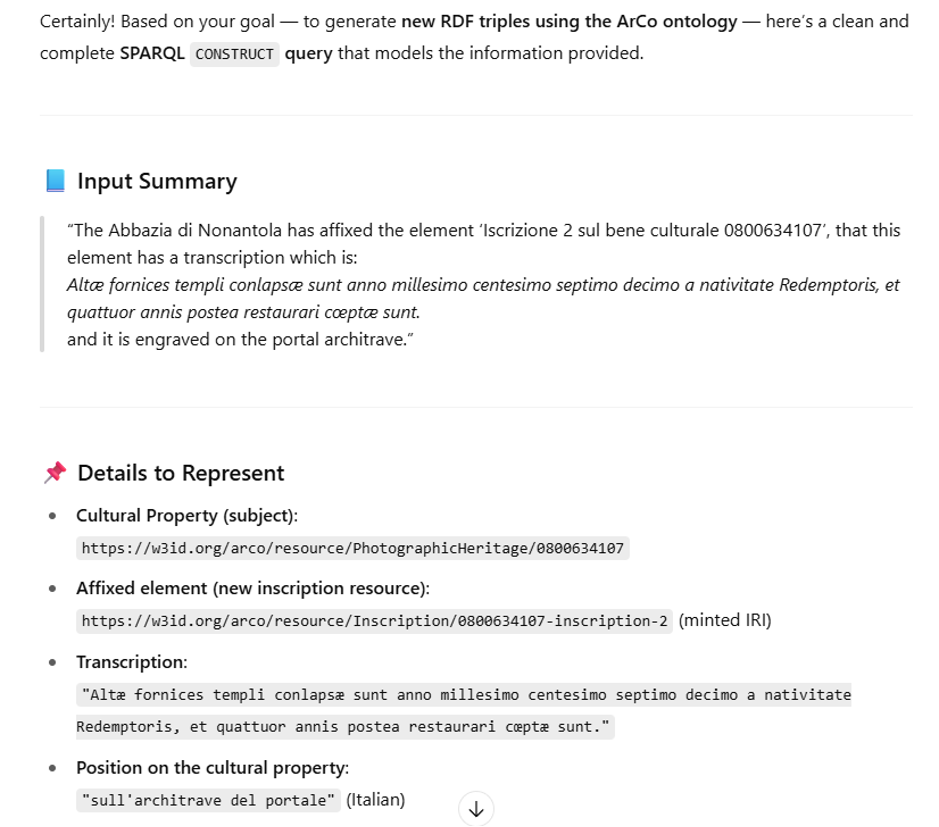 Certainly! Based on your goal — to generate new RDF triples using the ArCo ontology — here's a clean and
complete SPARQL CONSTRUCT query that models the information provided.
Input Summary
"The Abbazia di Nonantola has affixed the element 'Iscrizione 2 sul bene culturale 0800634107', that this
element has a transcription which is:
Altæ fornices templi conlapsæ sunt anno millesimo centesimo septimo decimo a nativitate Redemptoris, et
quattuor annis postea restaurari cœptæ sunt.
and it is engraved on the portal architrave."
Details to Represent
Cultural Property (subject):
https://w3id.org/arco/resource/PhotographicHeritage/0800634107
Affixed element (new inscription resource):
https://w3id.org/arco/resource/Inscription/0800634107-inscription-2 (minted IRI)
Transcription:
"Altæ fornices templi conlapsæ sunt anno millesimo centesimo septimo decimo a nativitate
Redemptoris, et quattuor annis postea restaurari cœptæ sunt."
Position on the cultural property:
"sull'architrave del portale" (Italian)